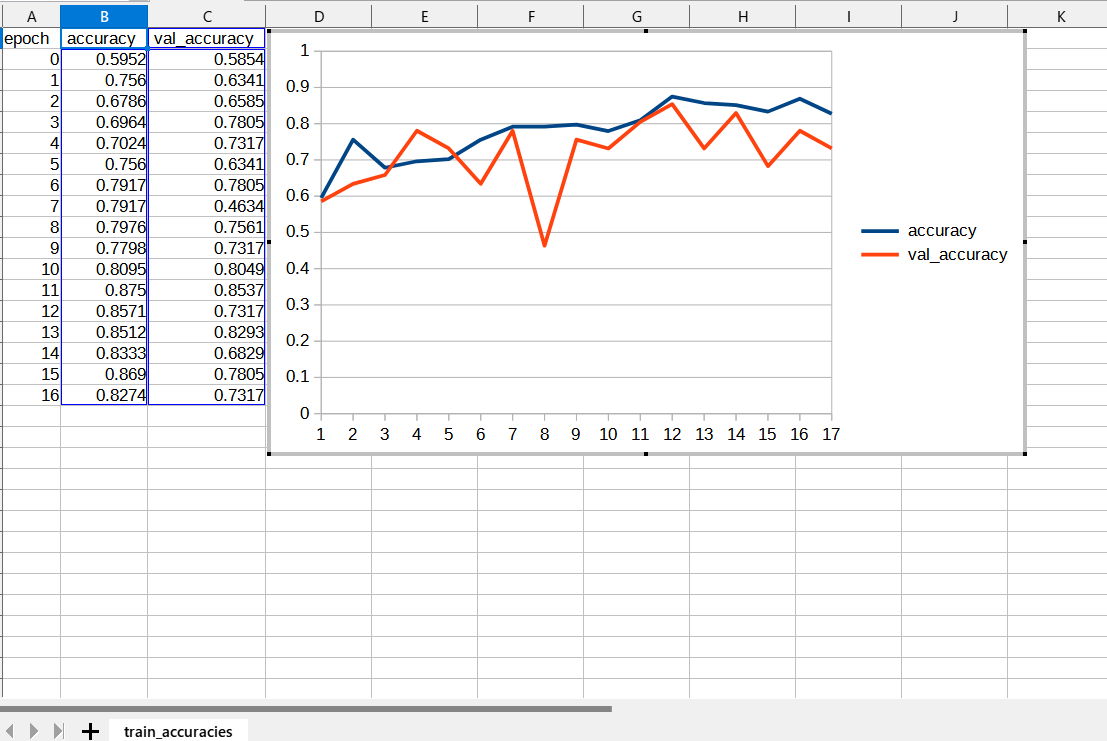 A B C D E F G H I J K
epoch accuracy val_accuracy
0 0.5952 0.5854
1 0.756 0.6341
2 0.6786 0.6585
3 0.6964 0.7805
4 0.7024 0.7317
5 0.756 0.6341
6 0.7917 0.7805
7 0.7917 0.4634
8 0.7976 0.7561
9 0.7798 0.7317
10 0.8095 0.8049
11 0.875 0.8537
12 0.8571 0.7317
13 0.8512 0.8293
14 0.8333 0.6829
15 0.869 0.7805
16 0.8274 0.7317
1
0.9
0.8
0.7
0.6
0.5
0.4
0.3
0.2
0.1
0
1 2 3 4 5 6 7 8 9 10 11 12 13 14 15 16 17
accuracy
val_accuracy
train_accuracies